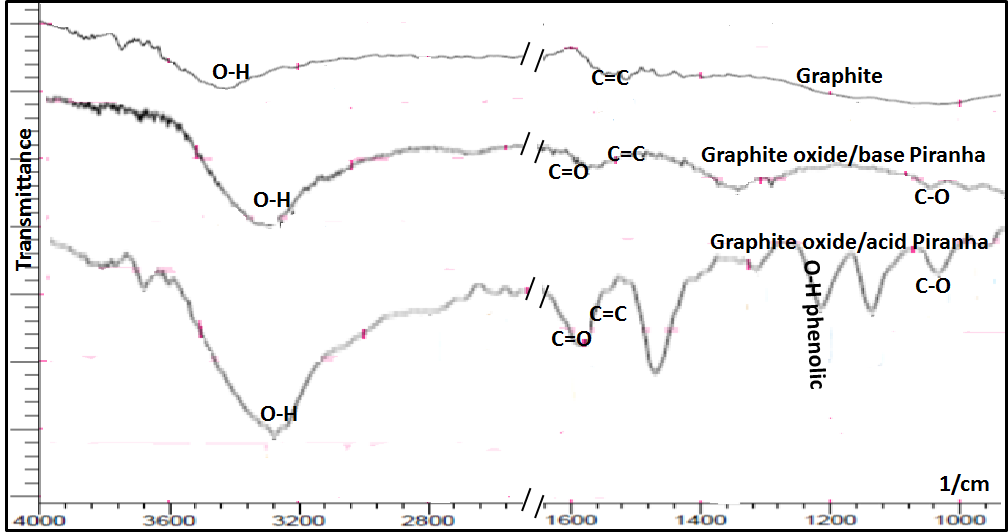 O-H
C=C
Graphite
Transmittance
C=O
C=C
Graphite oxide/base Piranha
O-H
C-O
Graphite oxide/acid Piranha
O-H phenolic
C-O
C=C
C=O
O-H
1/cm
4000 3600 3200 2800 1600 1400 1200 1000